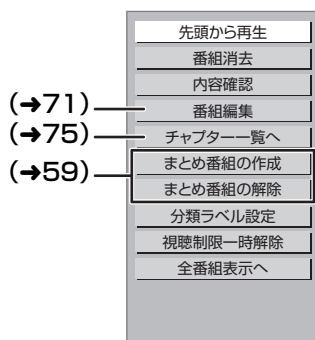 先頭から再生
番組消去
内容確認
(➜71) 番組編集
(➜75) チャプター一覧へ
(➜59) まとめ番組の作成
まとめ番組の解除
分類ラベル設定
視聴制限一時解除
全番組表示へ